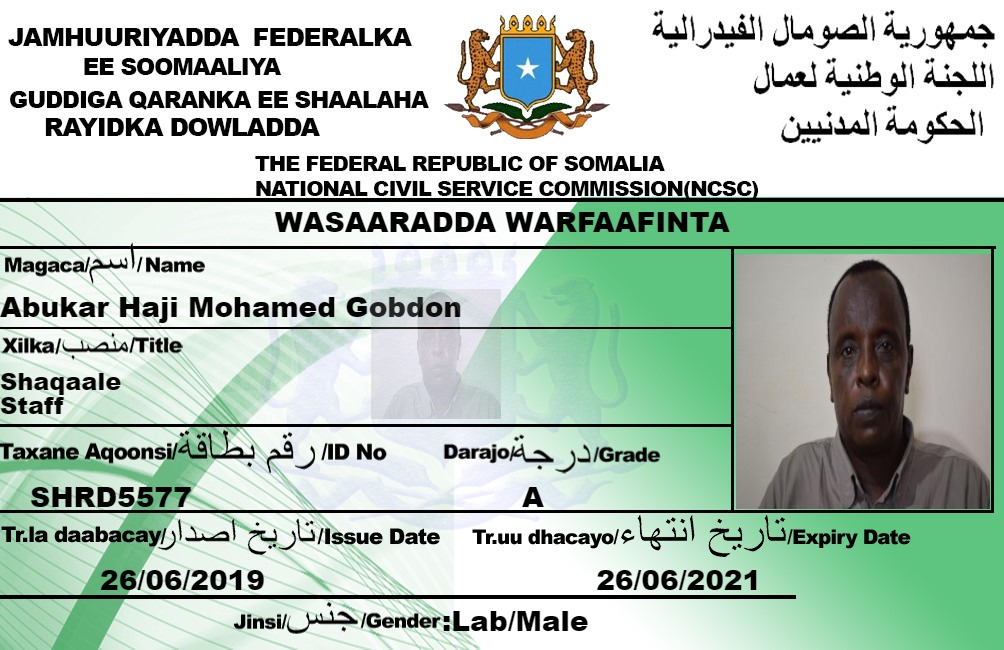 JAMHUURIYADDA FEDERALKA
EE SOOMAALIYA
GUDDIGA QARANKA EE SHAALAHA
RAYIDKA DOWLADDA
جمهورية الصومال الفيدرالية
اللجنة الوطنية لعمال
الحكومة المدنيين
THE FEDERAL REPUBLIC OF SOMALIA
NATIONAL CIVIL SERVICE COMMISSION(NCSC)
WASAARADDA WARFAAFINTA
Magaca/اسم/Name
Abukar Haji Mohamed Gobdon
Xilka/منصب/Title
Shaqaale
Staff
Taxane Aqoonsi/رقم بطاقة/ID No
Darajo/درجة/Grade
SHRD5577
A
Tr.la daabacay/تاريخ اصدار/Issue Date
Tr.uu dhacayo/تاريخ انتهاء/Expiry Date
26/06/2019
26/06/2021
Jinsi/جنس/Gender:Lab/Male